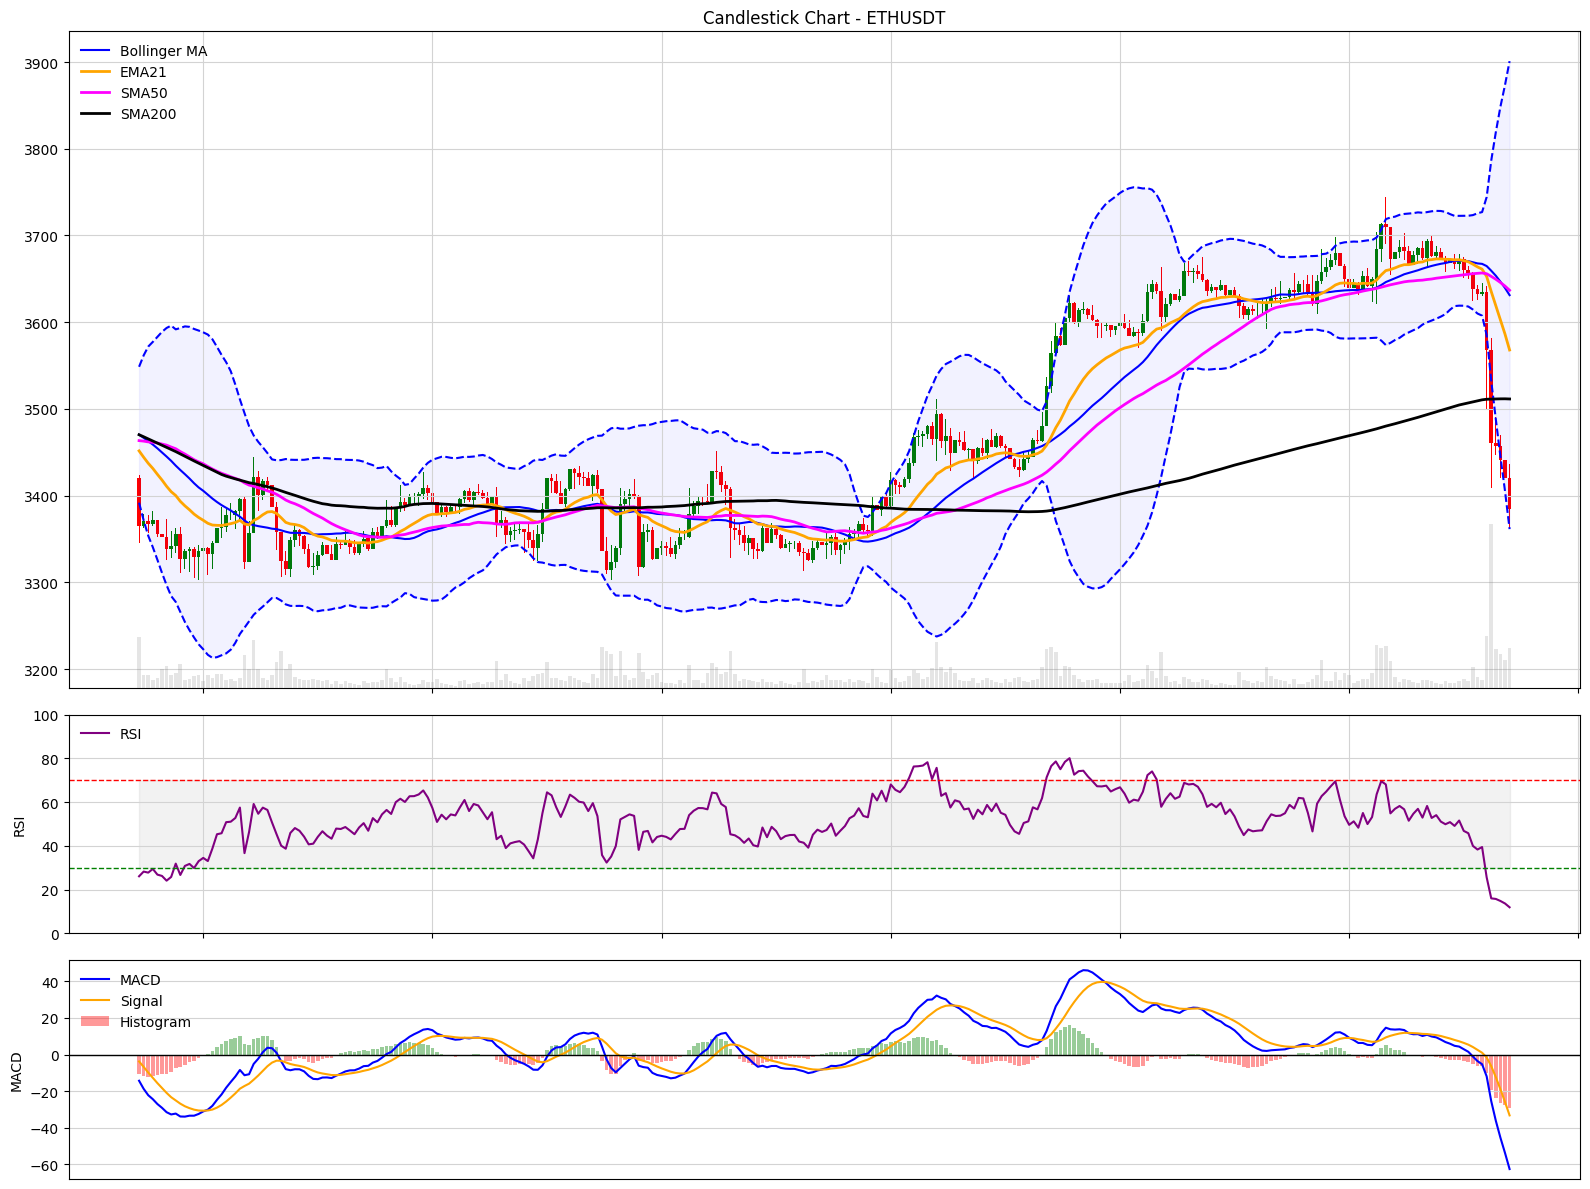 Candlestick Chart - ETHUSDT
Bollinger MA
EMA21
SMA50
SMA200
3900
3800
3700
3600
3500
3400
3300
3200
RSI
100
80
60
40
20
0
RSI
MACD
Signal
Histogram
40
20
0
−20
−40
−60
MACD